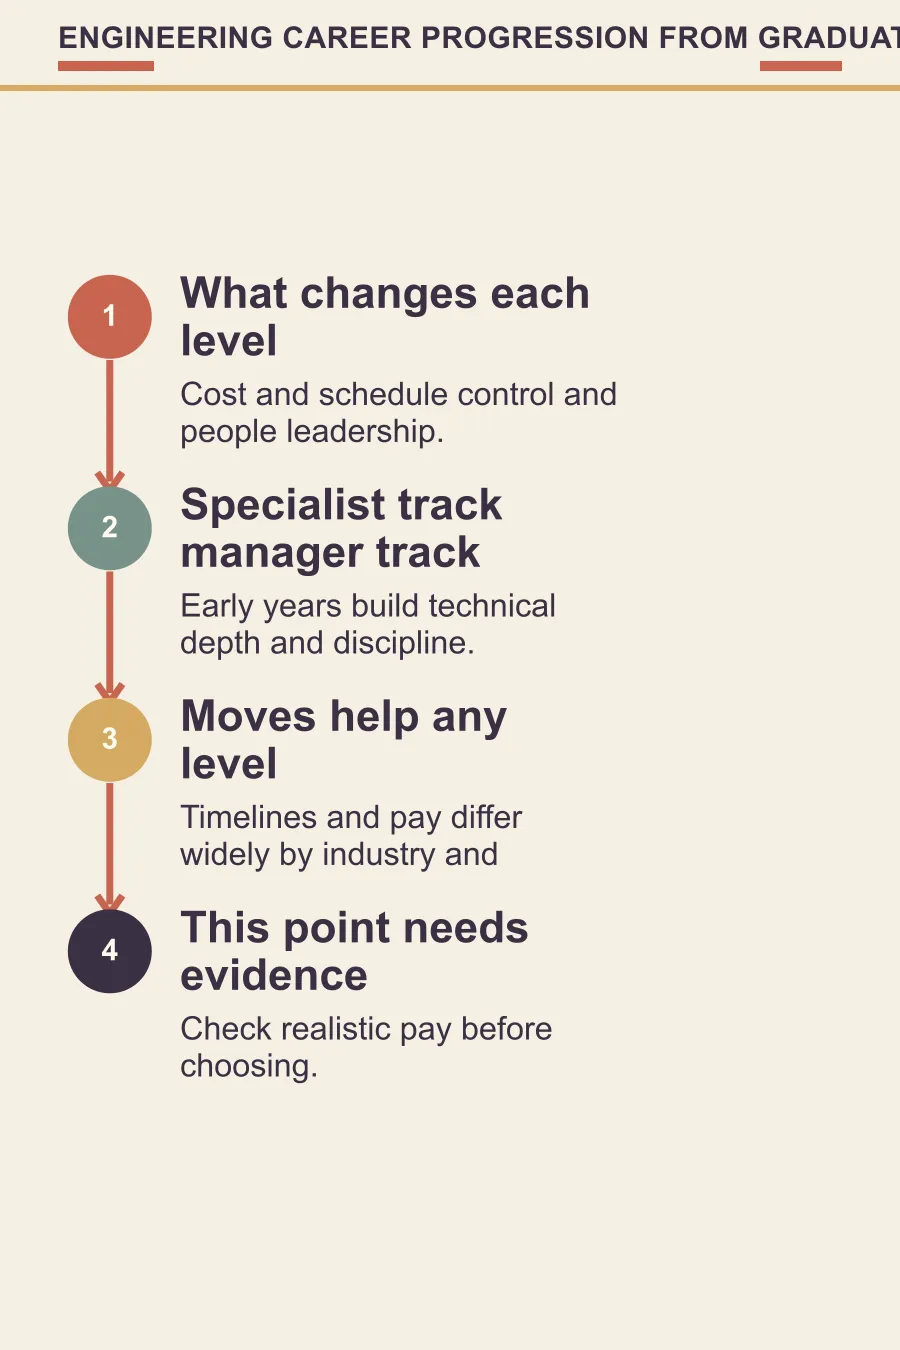 ENGINEERING CAREER PROGRESSION FROM GRADUAT
1
What changes each
level
Cost and schedule control and
people leadership.
2
Specialist track
manager track
Early years build technical
depth and discipline.
3
Moves help any
level
Timelines and pay differ
widely by industry and
4
This point needs
evidence
Check realistic pay before
choosing.